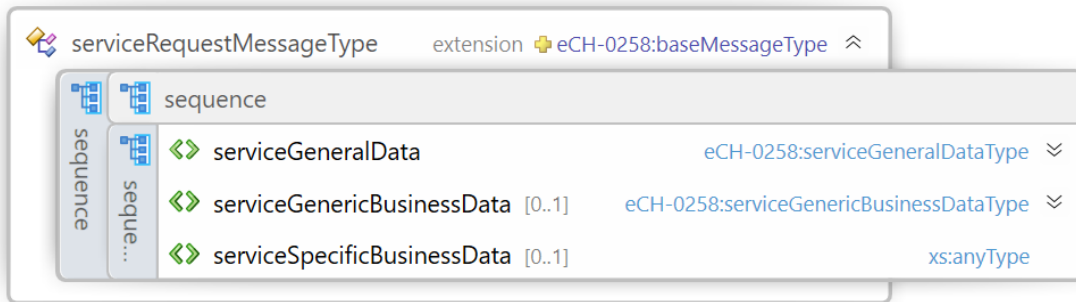 serviceRequestMessageType extension eCH-0258:baseMessageType
sequence
sequence
seque...
serviceGeneralData eCH-0258:serviceGeneralDataType
serviceGenericBusinessData [0..1] eCH-0258:serviceGenericBusinessDataType
serviceSpecificBusinessData [0..1] xs:anyType